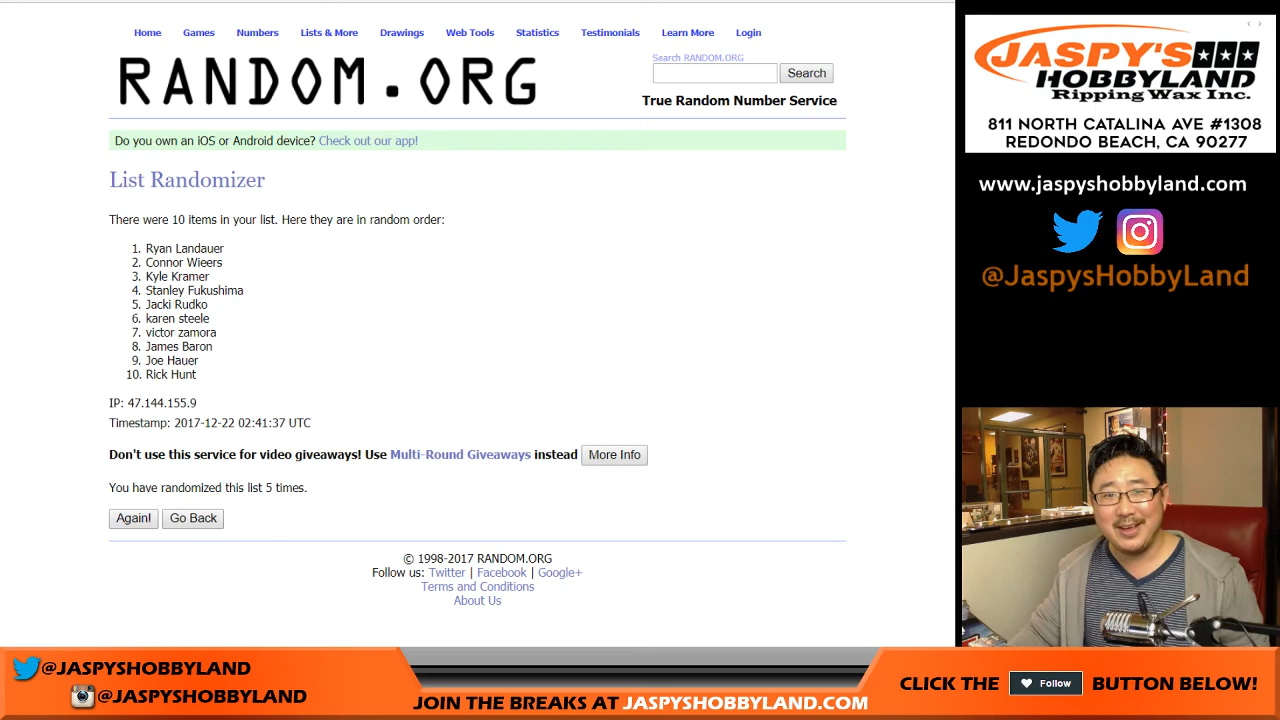 Home Games Numbers Lists & More Drawings Web Tools Statistics Testimonials Learn More Login
RANDOM.ORG
Search RANDOM.ORG
Search
True Random Number Service
Do you own an iOS or Android device? Check out our app!
List Randomizer
There were 10 items in your list. Here they are in random order:
1. Ryan Landauer
2. Connor Wieers
3. Kyle Kramer
4. Stanley Fukushima
5. Jacki Rudko
6. karen steele
7. victor zamora
8. James Baron
9. Joe Hauer
10. Rick Hunt
IP: 47.144.155.9
Timestamp: 2017-12-22 02:41:37 UTC
Don't use this service for video giveaways! Use Multi-Round Giveaways instead More Info
You have randomized this list 5 times.
Again! Go Back
© 1998-2017 RANDOM.ORG
Follow us: Twitter | Facebook | Google+
Terms and Conditions
About Us
JASPY'S
HOBBYLAND
Ripping Wax Inc.
811 NORTH CATALINA AVE #1308
REDONDO BEACH, CA 90277
www.jaspyshobbyland.com
@JaspysHobbyLand
@JASPYSHOBBYLAND
@JASPYSHOBBYLAND
JOIN THE BREAKS AT JASPYSHOBBYLAND.COM
CLICK THE Follow BUTTON BELOW!